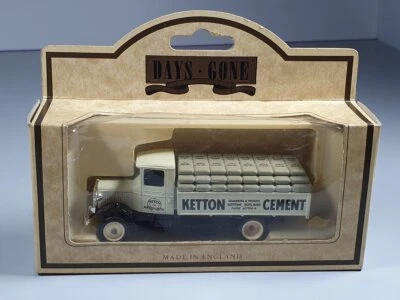 DAYS · GONE
KETTON
CEMENT
MADE IN ENGLAND